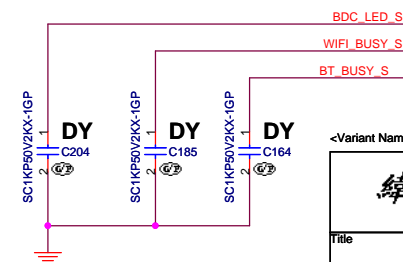 BDC_LED_S
WIFI_BUSY_S
BT_BUSY_S
SC1KP50V2KX-1GP
1
DY
C204
2
G/P
SC1KP50V2KX-1GP
1
DY
C185
2
G/P
SC1KP50V2KX-1GP
1
DY
C164
2
G/P
<Variant Nam
緯
Title